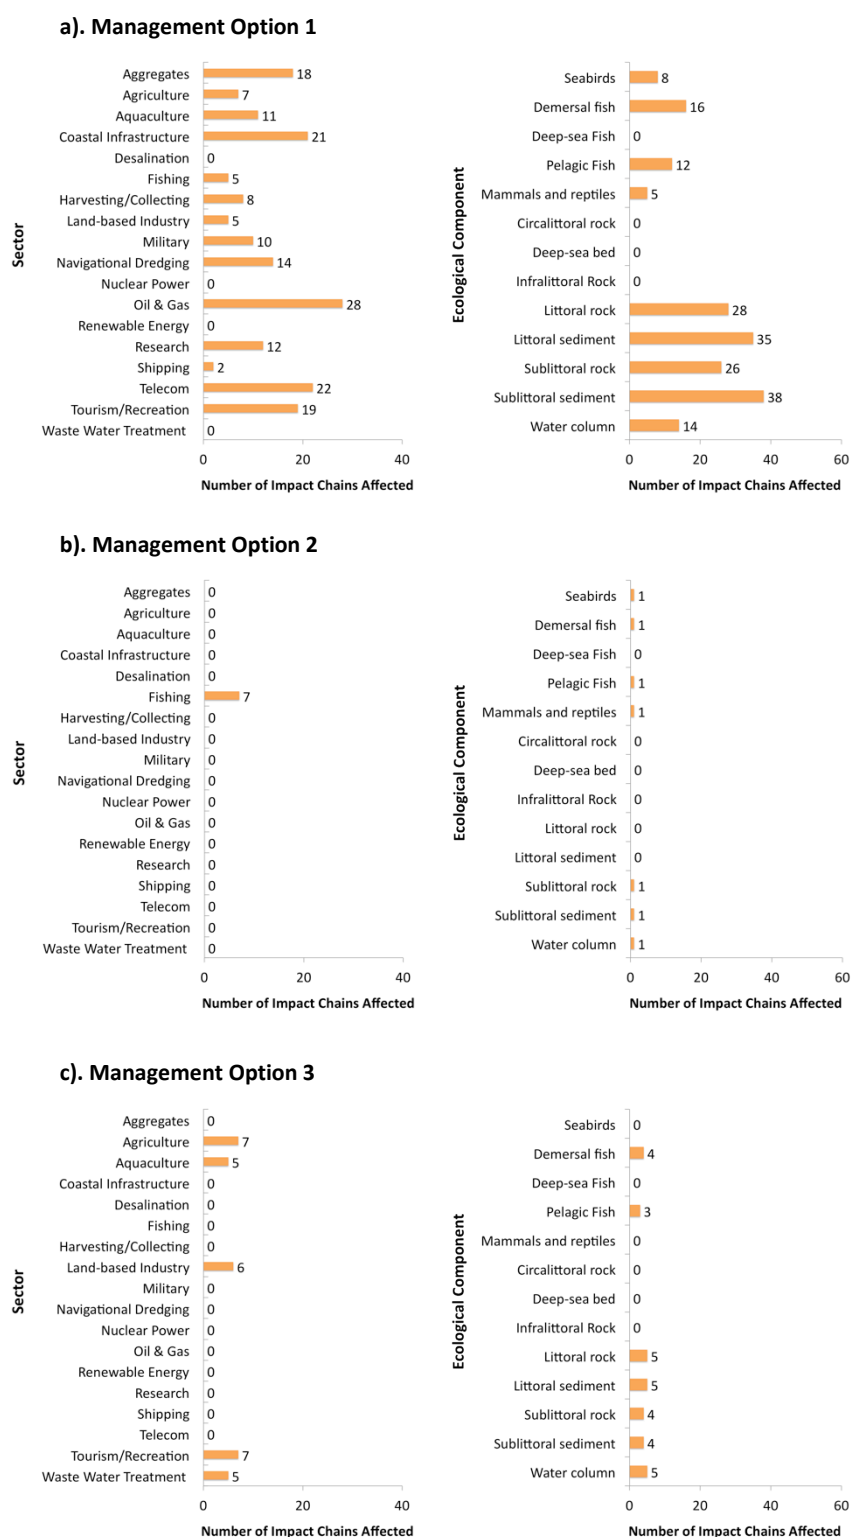 a). Management Option 1
Sector
Aggregates 18
Agriculture 7
Aquaculture 11
Coastal Infrastructure 21
Desalination 0
Fishing 5
Harvesting/Collecting 8
Land-based Industry 5
Military 10
Navigational Dredging 14
Nuclear Power 0
Oil & Gas 28
Renewable Energy 0
Research 12
Shipping 2
Telecom 22
Tourism/Recreation 19
Waste Water Treatment 0
0 20 40
Number of Impact Chains Affected
Ecological Component
Seabirds 8
Demersal fish 16
Deep-sea Fish 0
Pelagic Fish 12
Mammals and reptiles 5
Circalittoral rock 0
Deep-sea bed 0
Infralittoral Rock 0
Littoral rock 28
Littoral sediment 35
Sublittoral rock 26
Sublittoral sediment 38
Water column 14
0 20 40 60
Number of Impact Chains Affected
b). Management Option 2
Sector
Aggregates 0
Agriculture 0
Aquaculture 0
Coastal Infrastructure 0
Desalination 0
Fishing 7
Harvesting/Collecting 0
Land-based Industry 0
Military 0
Navigational Dredging 0
Nuclear Power 0
Oil & Gas 0
Renewable Energy 0
Research 0
Shipping 0
Telecom 0
Tourism/Recreation 0
Waste Water Treatment 0
0 20 40
Number of Impact Chains Affected
Ecological Component
Seabirds 1
Demersal fish 1
Deep-sea Fish 0
Pelagic Fish 1
Mammals and reptiles 1
Circalittoral rock 0
Deep-sea bed 0
Infralittoral Rock 0
Littoral rock 0
Littoral sediment 0
Sublittoral rock 1
Sublittoral sediment 1
Water column 1
0 20 40 60
Number of Impact Chains Affected
c). Management Option 3
Sector
Aggregates 0
Agriculture 7
Aquaculture 5
Coastal Infrastructure 0
Desalination 0
Fishing 0
Harvesting/Collecting 0
Land-based Industry 6
Military 0
Navigational Dredging 0
Nuclear Power 0
Oil & Gas 0
Renewable Energy 0
Research 0
Shipping 0
Telecom 0
Tourism/Recreation 7
Waste Water Treatment 5
0 20 40
Number of Impact Chains Affected
Ecological Component
Seabirds 0
Demersal fish 4
Deep-sea Fish 0
Pelagic Fish 3
Mammals and reptiles 0
Circalittoral rock 0
Deep-sea bed 0
Infralittoral Rock 0
Littoral rock 5
Littoral sediment 5
Sublittoral rock 4
Sublittoral sediment 4
Water column 5
0 20 40 60
Number of Impact Chains Affected